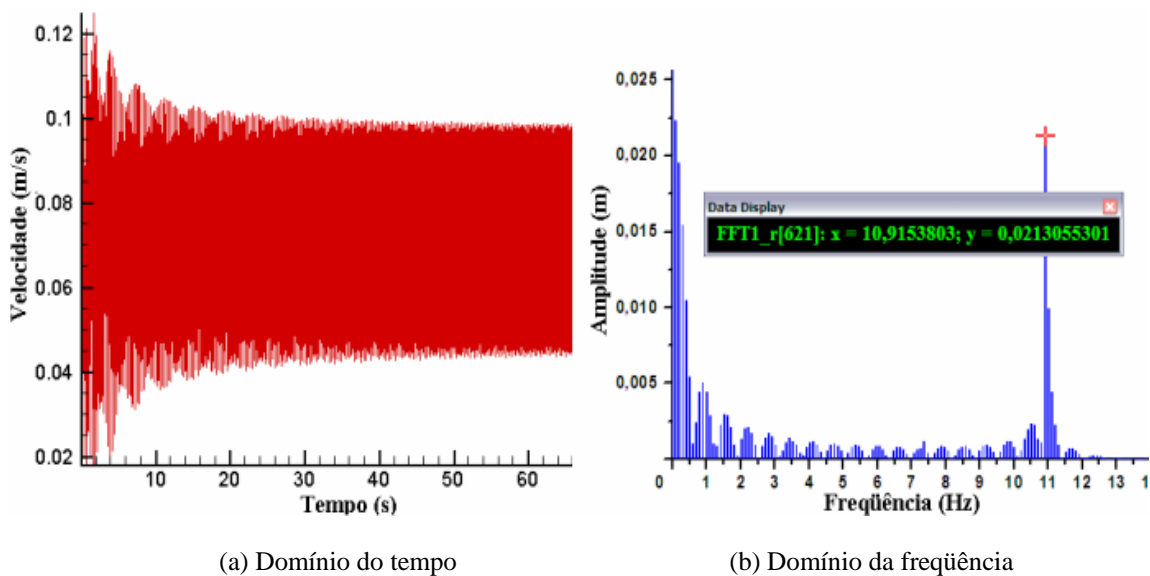 0.12
0.1
0.08
0.06
0.04
0.02
Velocidade (m/s)
10 20 30 40 50 60
Tempo (s)
0,025
0,020
0,015
0,010
0,005
Amplitude (m)
Data Display
FFT1_r[621]: x = 10,9153803; y = 0,0213055301
0 1 2 3 4 5 6 7 8 9 10 11 12 13
Freqüência (Hz)
(a) Domínio do tempo
(b) Domínio da freqüência